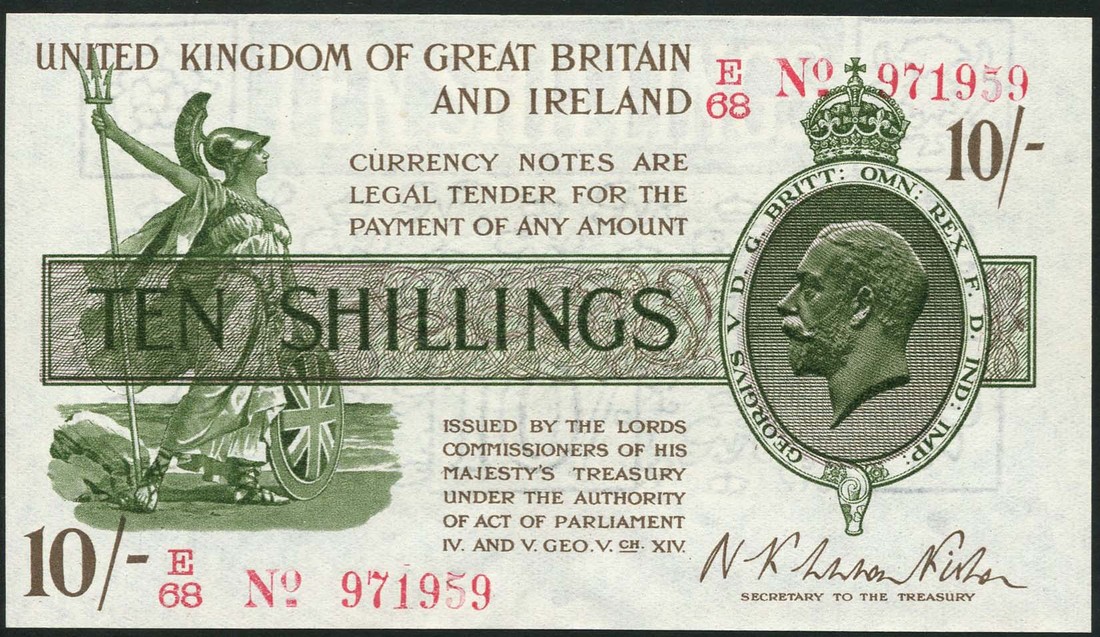 UNITED KINGDOM OF GREAT BRITAIN
AND IRELAND
E
68
Nº 971959
10/-
CURRENCY NOTES ARE
LEGAL TENDER FOR THE
PAYMENT OF ANY AMOUNT
TEN SHILLINGS
GEORGIVS V D. G. BRITT: OMN: REX F. D. IND: IMP:
ISSUED BY THE LORDS
COMMISSIONERS OF HIS
MAJESTY'S TREASURY
UNDER THE AUTHORITY
OF ACT OF PARLIAMENT
IV. AND V. GEO. V. CH. XIV.
10/-
E
68
Nº 971959
N K Warren Fisher
SECRETARY TO THE TREASURY